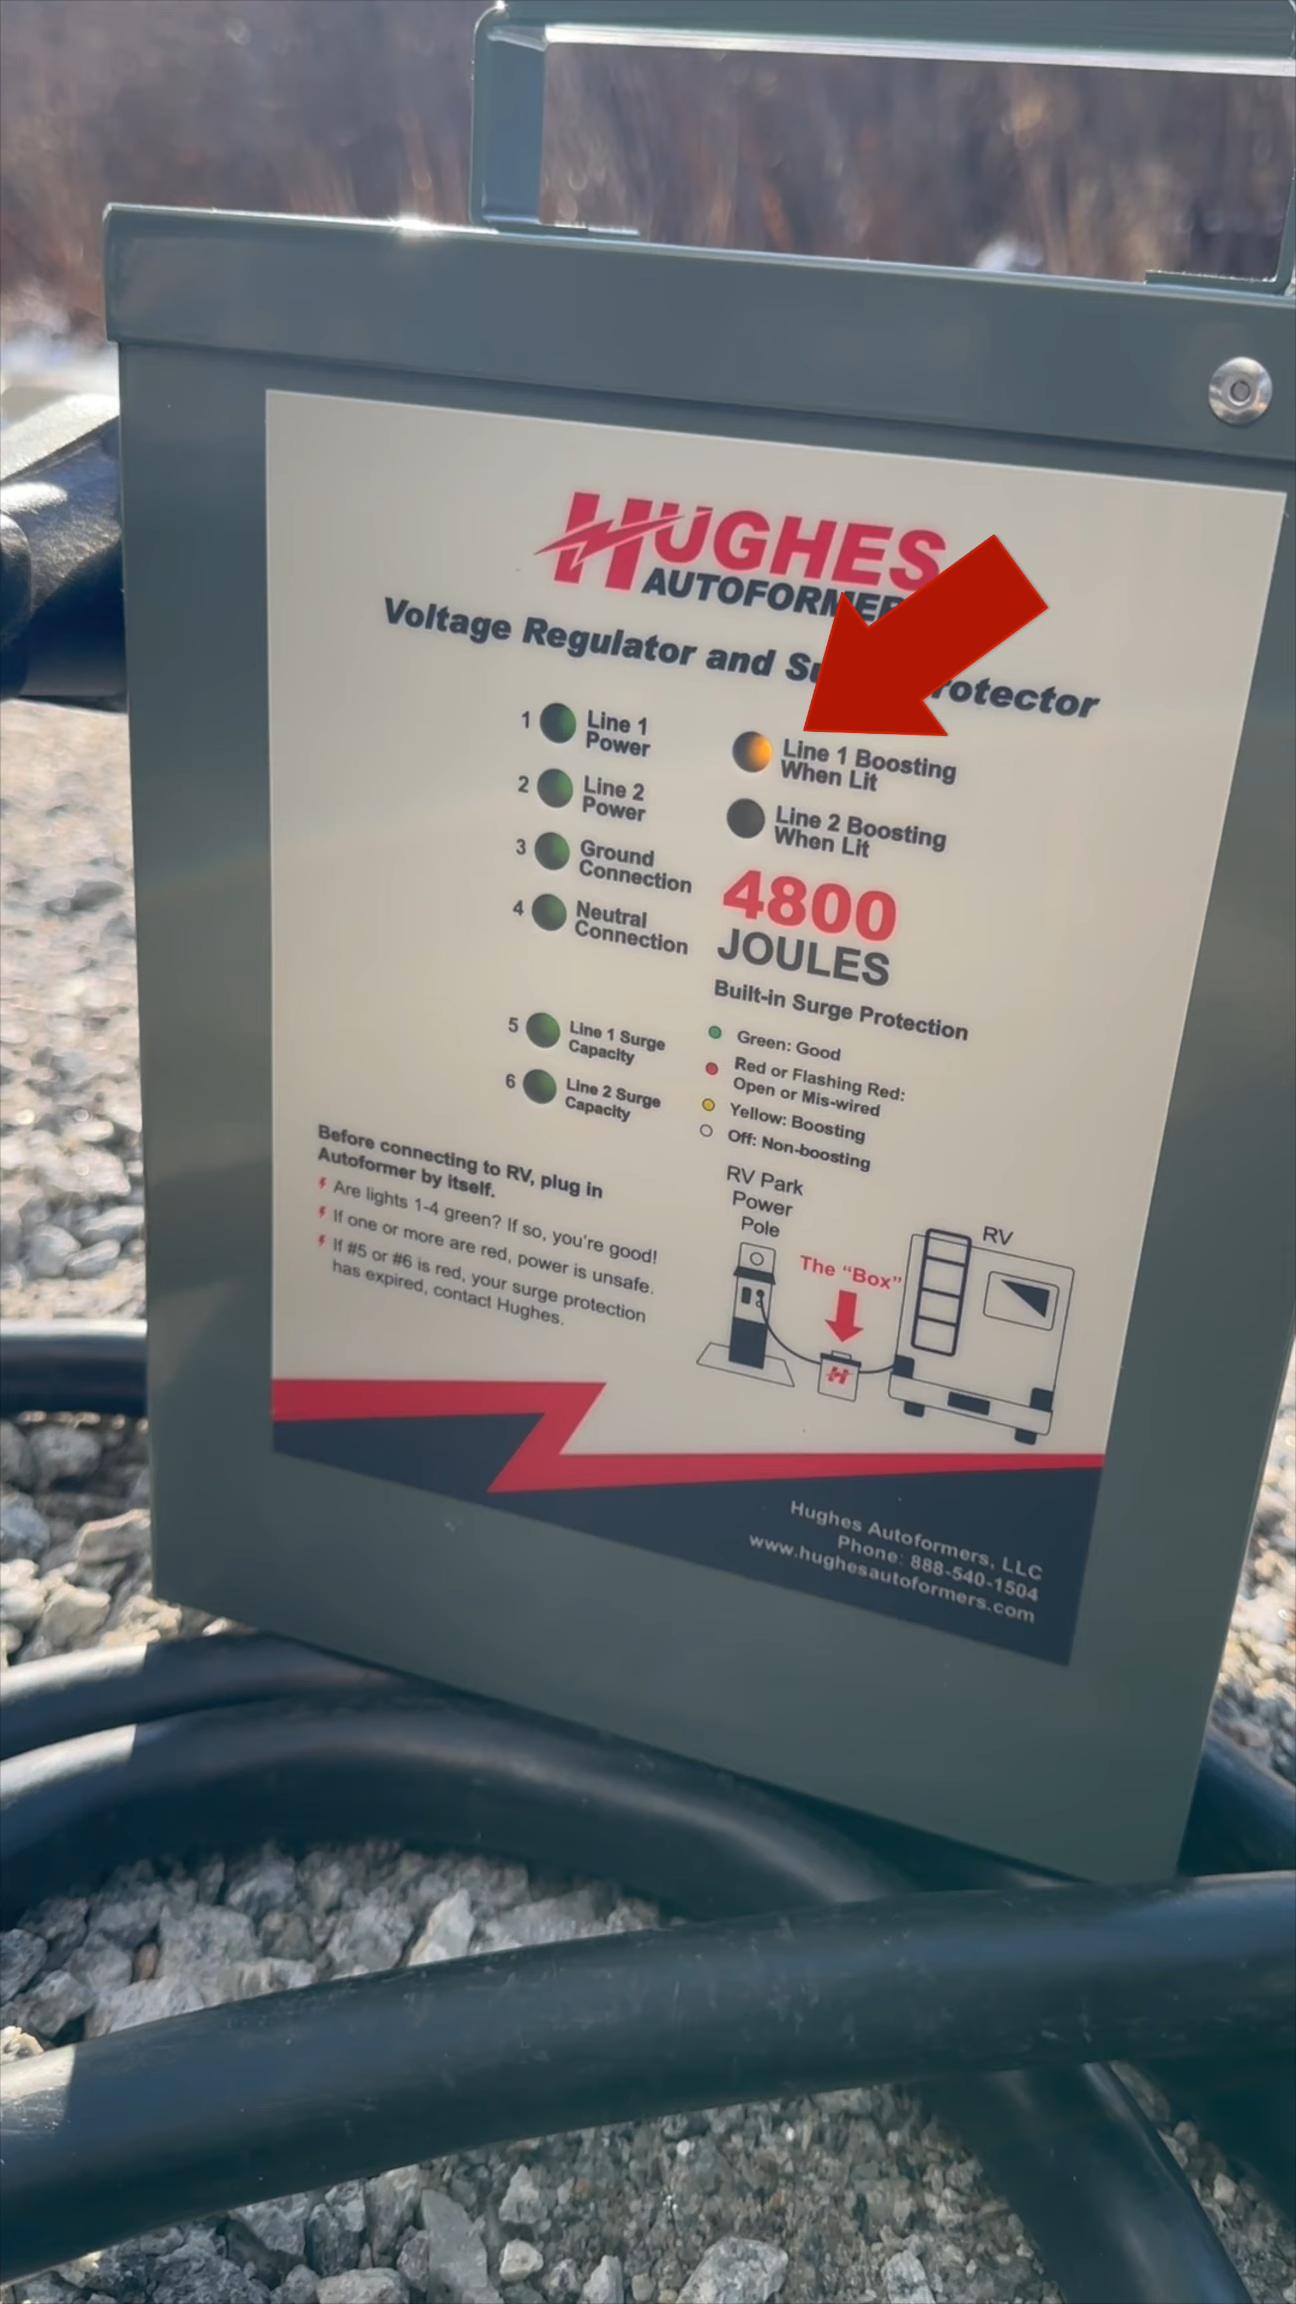 HUGHES
AUTOFORMER
Voltage Regulator and Su rotector
1 Line 1
Power
2 Line 2
Power
3 Ground
Connection
4 Neutral
Connection
5 Line 1 Surge
Capacity
6 Line 2 Surge
Capacity
Line 1 Boosting
When Lit
Line 2 Boosting
When Lit
4800
JOULES
Built-in Surge Protection
Green: Good
Red or Flashing Red:
Open or Mis-wired
Yellow: Boosting
Off: Non-boosting
Before connecting to RV, plug in
Autoformer by itself.
Are lights 1-4 green? If so, you're good!
If one or more are red, power is unsafe.
If #5 or #6 is red, your surge protection
has expired, contact Hughes.
RV Park
Power
Pole
The "Box"
RV
H
Hughes Autoformers, LLC
Phone: 888-540-1504
www.hughesautoformers.com